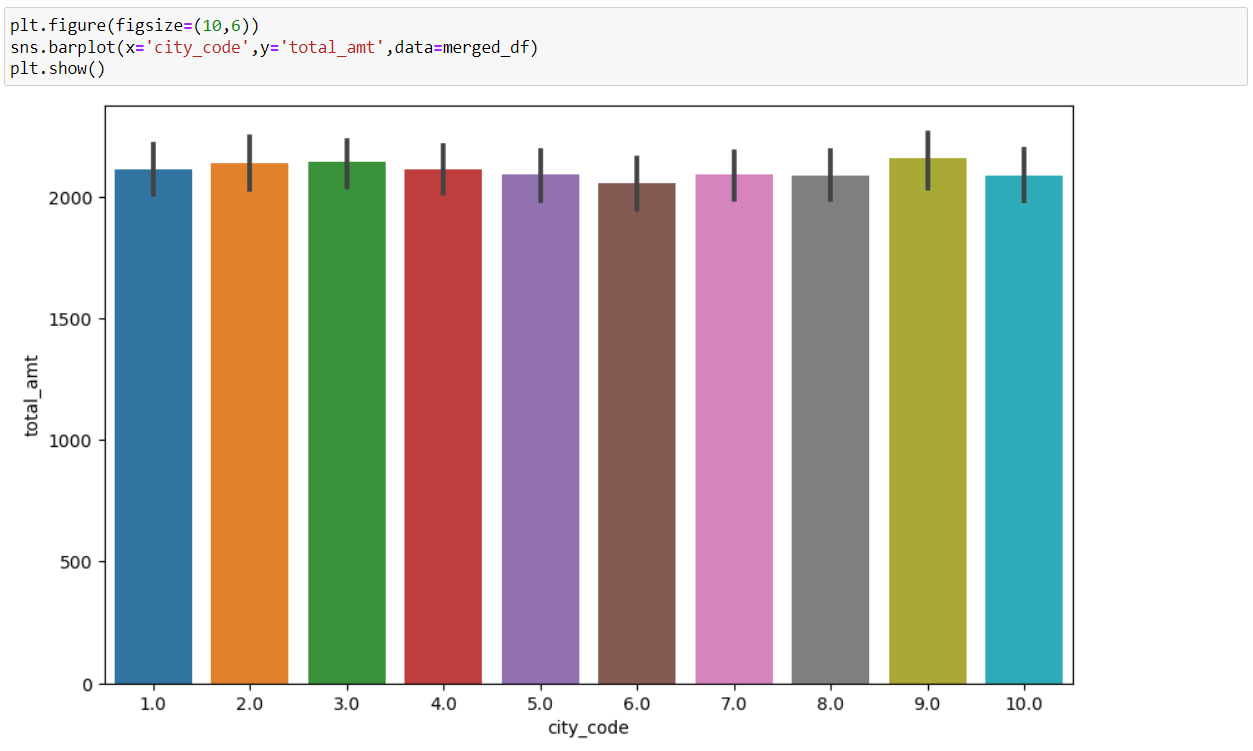 plt.figure(figsize=(10,6))
sns.barplot(x='city_code',y='total_amt',data=merged_df)
plt.show()
2000
1500
1000
500
0
total_amt
1.0 2.0 3.0 4.0 5.0 6.0 7.0 8.0 9.0 10.0
city_code